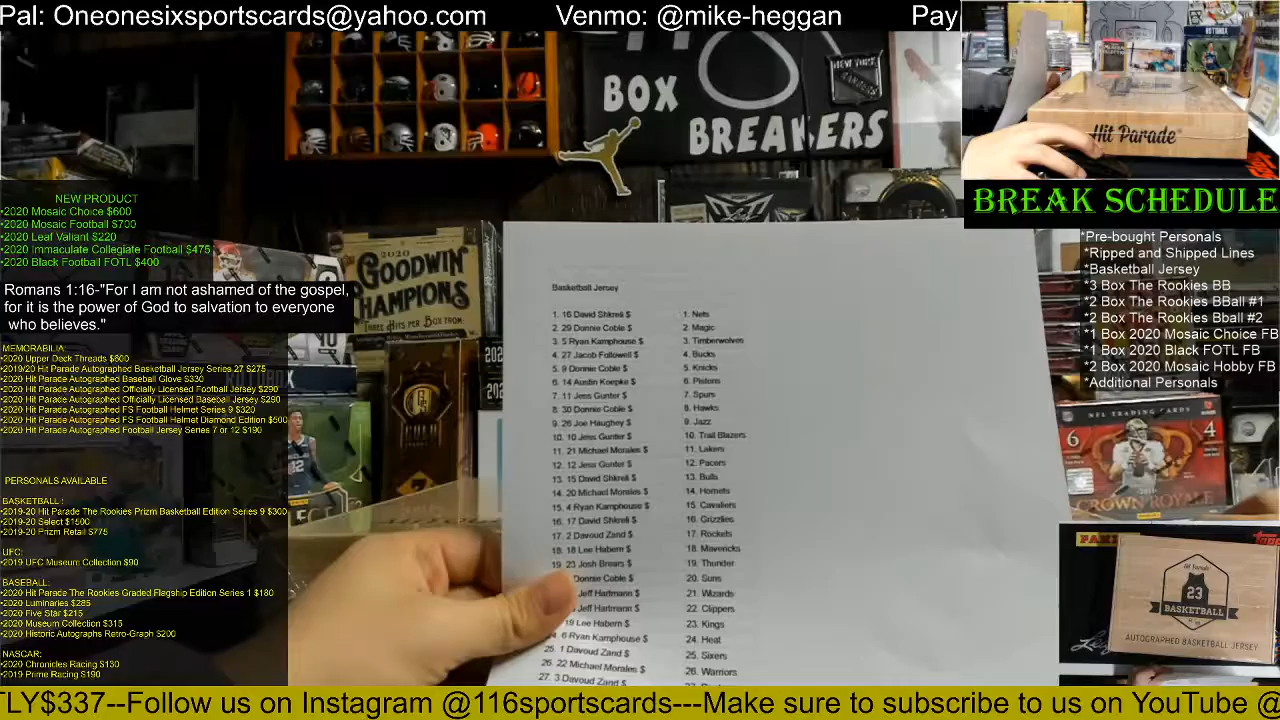 Pal: Oneonesixsportscards@yahoo.com Venmo: @mike-heggan Pay
BOX
BREAKERS
NEW YORK
RANGERS
Hit Parade
BREAK SCHEDULE
*Pre-bought Personals
*Ripped and Shipped Lines
*Basketball Jersey
*3 Box The Rookies BB
*2 Box The Rookies BBall #1
*2 Box The Rookies Bball #2
*1 Box 2020 Mosaic Choice FB
*1 Box 2020 Black FOTL FB
*2 Box 2020 Mosaic Hobby FB
*Additional Personals
NEW PRODUCT
•2020 Mosaic Choice $600
•2020 Mosaic Football $700
•2020 Leaf Valiant $220
•2020 Immaculate Collegiate Football $475
•2020 Black Football FOTL $400
Romans 1:16-"For I am not ashamed of the gospel,
for it is the power of God to salvation to everyone
who believes."
MEMORABILIA:
•2020 Upper Deck Threads $600
•2019/20 Hit Parade Autographed Basketball Jersey Series 27 $275
•2020 Hit Parade Autographed Baseball Glove $330
•2020 Hit Parade Autographed Officially Licensed Football Jersey $290
•2020 Hit Parade Autographed Officially Licensed Baseball Jersey $290
•2020 Hit Parade Autographed FS Football Helmet Series 9 $320
•2020 Hit Parade Autographed FS Football Helmet Diamond Edition $500
•2020 Hit Parade Autographed Football Jersey Series 7 or 12 $190
PERSONALS AVAILABLE
BASKETBALL :
•2019-20 Hit Parade The Rookies Prizm Basketball Edition Series 9 $300
•2019-20 Select $1500
•2019-20 Prizm Retail $775
UFC:
•2019 UFC Museum Collection $90
BASEBALL:
•2020 Hit Parade The Rookies Graded Flagship Edition Series 1 $180
•2020 Luminaries $285
•2020 Five Star $215
•2020 Museum Collection $315
•2020 Historic Autographs Retro-Graph $200
NASCAR:
•2020 Chronicles Racing $130
•2019 Prime Racing $190
2020
GOODWIN
CHAMPIONS
THREE HITS PER BOX FROM:
Basketball Jersey
1. 16 David Shkreli $ 1. Nets
2. 29 Donnie Coble $ 2. Magic
3. 5 Ryan Kamphouse $ 3. Timberwolves
4. 27 Jacob Followell $ 4. Bucks
5. 9 Donnie Coble $ 5. Knicks
6. 14 Austin Koepke $ 6. Pistons
7. 11 Jess Gunter $ 7. Spurs
8. 30 Donnie Coble $ 8. Hawks
9. 26 Joe Haughey $ 9. Jazz
10. 10 Jess Gunter $ 10. Trail Blazers
11. 21 Michael Morales $ 11. Lakers
12. 12 Jess Gunter $ 12. Pacers
13. 15 David Shkreli $ 13. Bulls
14. 20 Michael Morales $ 14. Hornets
15. 4 Ryan Kamphouse $ 15. Cavaliers
16. 17 David Shkreli $ 16. Grizzlies
17. 2 Davoud Zand $ 17. Rockets
18. 18 Lee Habern $ 18. Mavericks
19 23 Josh Brears $ 19. Thunder
Donnie Coble $ 20. Suns
Jeff Hartmann $ 21. Wizards
Jeff Hartmann $ 22. Clippers
19 Lee Habern $ 23. Kings
24. 6 Ryan Kamphouse $ 24. Heat
25. 1 Davoud Zand $ 25. Sixers
26. 22 Michael Morales $ 26. Warriors
27. 3 Davoud Zand $
NFL TRADING CARDS
6 4
CROWN ROYALE
PANINI
Topps
Hit Parade
23
BASKETBALL
AUTOGRAPHED BASKETBALL JERSEY
Leaf
TLY$337--Follow us on Instagram @116sportscards---Make sure to subscribe to us on YouTube @